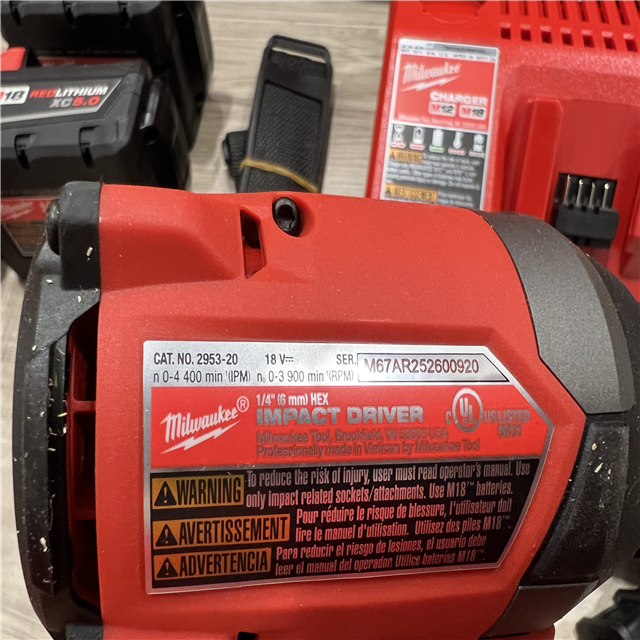 M18
REDLITHIUM
XC5.0
Milwaukee
CHARGER
M12 M18
WARNING
ADVERTENCIA
CAT. NO. 2953-20 18 V⎓ SER. M67AR252600920
n 0-4 400 min⁻¹(IPM) n₀ 0-3 900 min⁻¹(RPM)
Milwaukee®
1/4" (6 mm) HEX
IMPACT DRIVER
Milwaukee Tool, Brookfield, WI 53005 USA
Professionally made in Vietnam by Milwaukee Tool
C UL US LISTED
WARNING To reduce the risk of injury, user must read operator's manual. Use
only impact related sockets/attachments. Use M18™ batteries.
AVERTISSEMENT Pour réduire le risque de blessure, l'utilisateur doit
lire le manuel d'utilisation. Utilisez des piles M18™.
ADVERTENCIA Para reducir el riesgo de lesiones, el usuario debe
leer el manual del operador. Utilice baterías M18™.